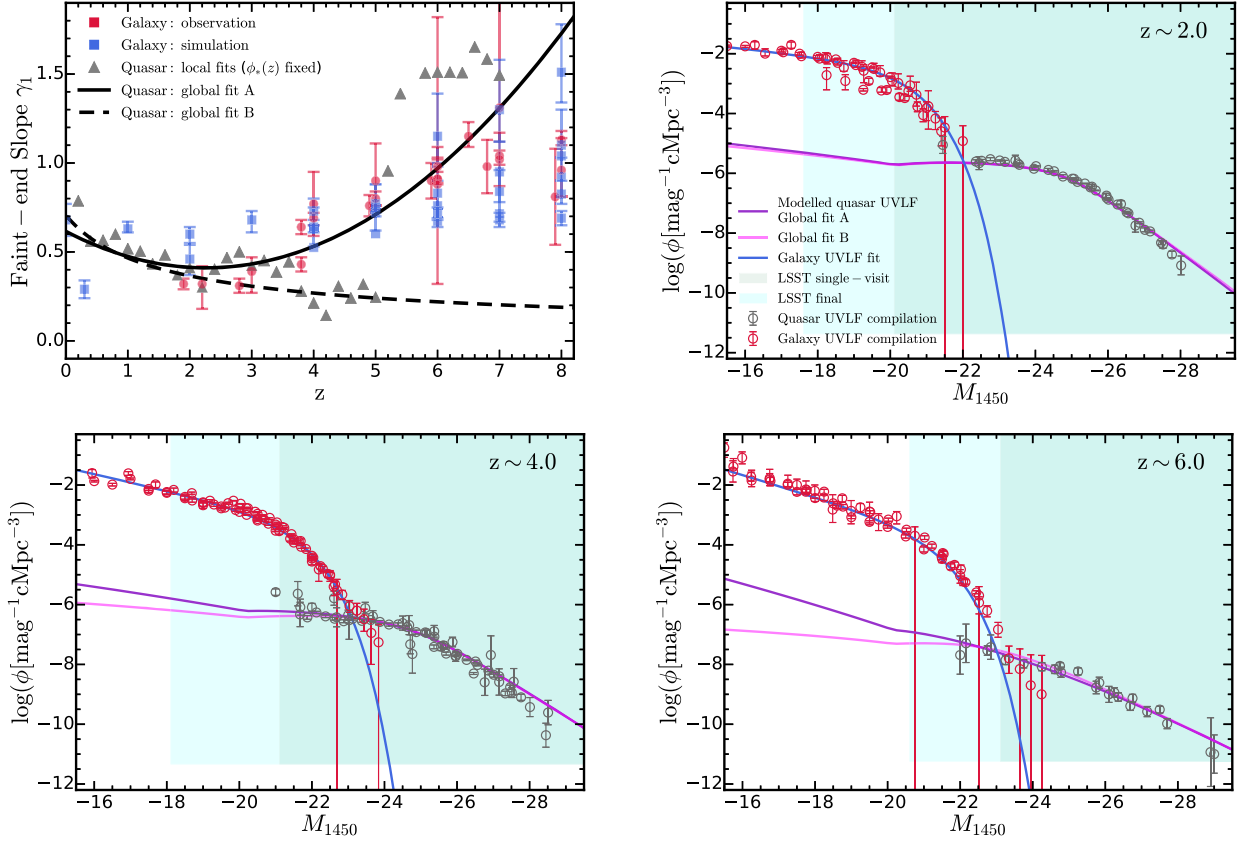 Faint − end Slope γ₁
1.5
1.0
0.5
0.0
Galaxy: observation
Galaxy: simulation
Quasar: local fits (ϕ*(z) fixed)
Quasar: global fit A
Quasar: global fit B
0 1 2 3 4 5 6 7 8
z
log(ϕ[mag⁻¹cMpc⁻³])
−2
−4
−6
−8
−10
−12
z ∼ 2.0
Modelled quasar UVLF
Global fit A
Global fit B
Galaxy UVLF fit
LSST single − visit
LSST final
Quasar UVLF compilation
Galaxy UVLF compilation
−16 −18 −20 −22 −24 −26 −28
M₁₄₅₀
log(ϕ[mag⁻¹cMpc⁻³])
−2
−4
−6
−8
−10
−12
z ∼ 4.0
−16 −18 −20 −22 −24 −26 −28
M₁₄₅₀
log(ϕ[mag⁻¹cMpc⁻³])
−2
−4
−6
−8
−10
−12
z ∼ 6.0
−16 −18 −20 −22 −24 −26 −28
M₁₄₅₀